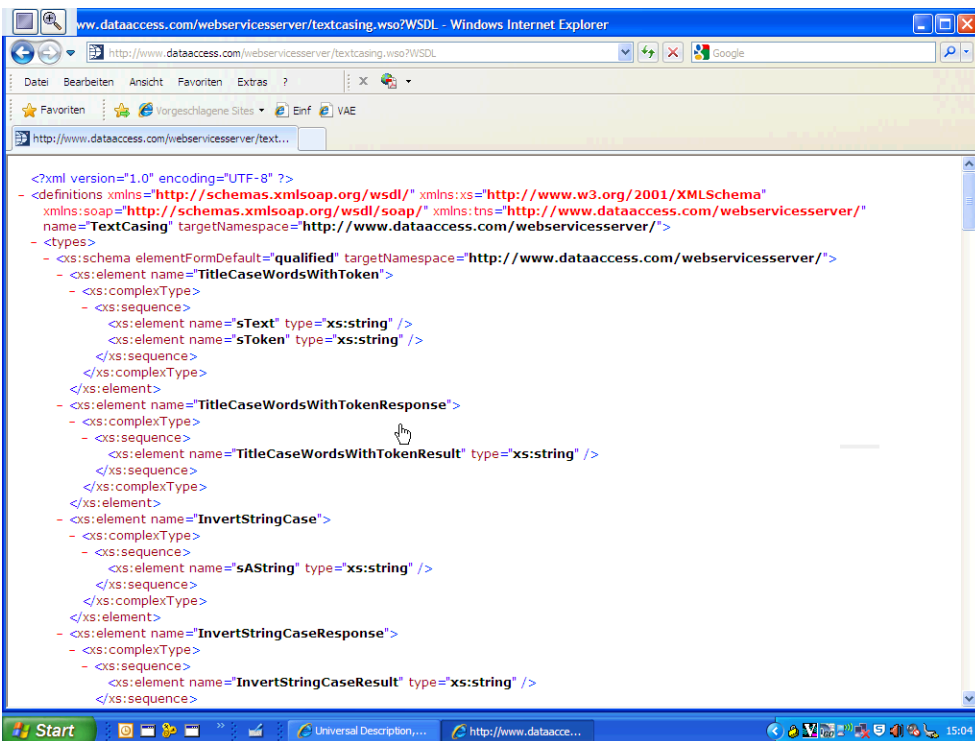 ww.dataaccess.com/webservicesserver/textcasing.wso?WSDL - Windows Internet Explorer
http://www.dataaccess.com/webservicesserver/textcasing.wso?WSDL
Google
Datei Bearbeiten Ansicht Favoriten Extras ?
x
Favoriten Vorgeschlagene Sites Einf VAE
http://www.dataaccess.com/webservicesserver/text...
<?xml version="1.0" encoding="UTF-8" ?>
- <definitions xmlns="http://schemas.xmlsoap.org/wsdl/" xmlns:xs="http://www.w3.org/2001/XMLSchema"
xmlns:soap="http://schemas.xmlsoap.org/wsdl/soap/" xmlns:tns="http://www.dataaccess.com/webservicesserver/"
name="TextCasing" targetNamespace="http://www.dataaccess.com/webservicesserver/">
- <types>
- <xs:schema elementFormDefault="qualified" targetNamespace="http://www.dataaccess.com/webservicesserver/">
- <xs:element name="TitleCaseWordsWithToken">
- <xs:complexType>
- <xs:sequence>
<xs:element name="sText" type="xs:string" />
<xs:element name="sToken" type="xs:string" />
</xs:sequence>
</xs:complexType>
</xs:element>
- <xs:element name="TitleCaseWordsWithTokenResponse">
- <xs:complexType>
- <xs:sequence>
<xs:element name="TitleCaseWordsWithTokenResult" type="xs:string" />
</xs:sequence>
</xs:complexType>
</xs:element>
- <xs:element name="InvertStringCase">
- <xs:complexType>
- <xs:sequence>
<xs:element name="sAString" type="xs:string" />
</xs:sequence>
</xs:complexType>
</xs:element>
- <xs:element name="InvertStringCaseResponse">
- <xs:complexType>
- <xs:sequence>
<xs:element name="InvertStringCaseResult" type="xs:string" />
</xs:sequence>
Start » Universal Description,... http://www.dataacce... 15:04